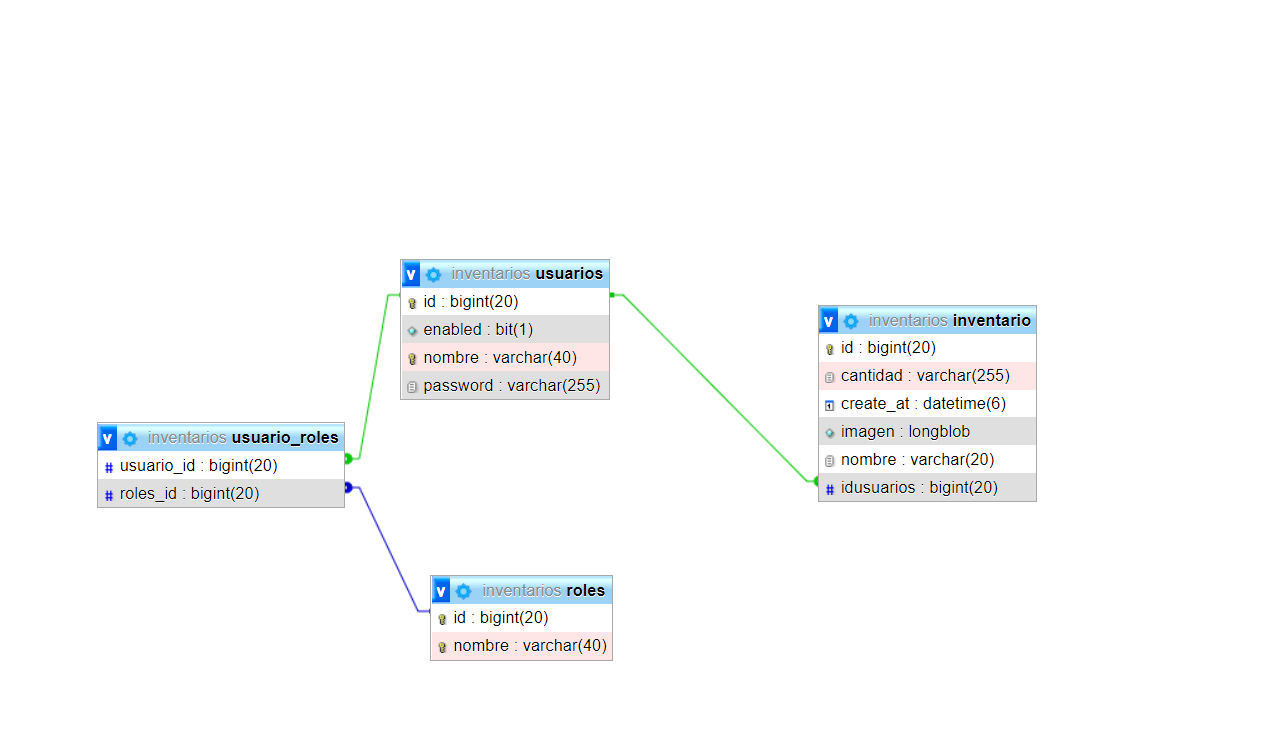 v inventarios usuarios
id : bigint(20)
enabled : bit(1)
nombre : varchar(40)
password : varchar(255)
v inventarios inventario
id : bigint(20)
cantidad : varchar(255)
create_at : datetime(6)
imagen : longblob
nombre : varchar(20)
# idusuarios : bigint(20)
v inventarios usuario_roles
# usuario_id : bigint(20)
# roles_id : bigint(20)
v inventarios roles
id : bigint(20)
nombre : varchar(40)